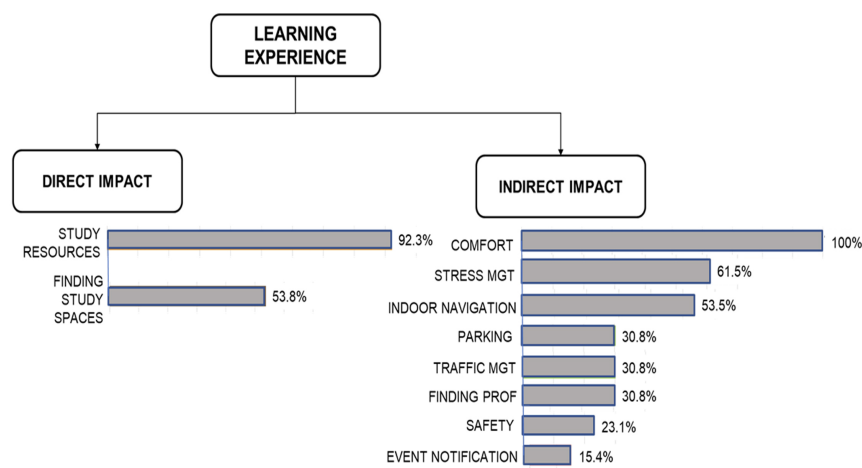 LEARNING
EXPERIENCE
DIRECT IMPACT
INDIRECT IMPACT
STUDY
RESOURCES
92.3%
FINDING
STUDY
SPACES
53.8%
COMFORT
100%
STRESS MGT
61.5%
INDOOR NAVIGATION
53.5%
PARKING
30.8%
TRAFFIC MGT
30.8%
FINDING PROF
30.8%
SAFETY
23.1%
EVENT NOTIFICATION
15.4%